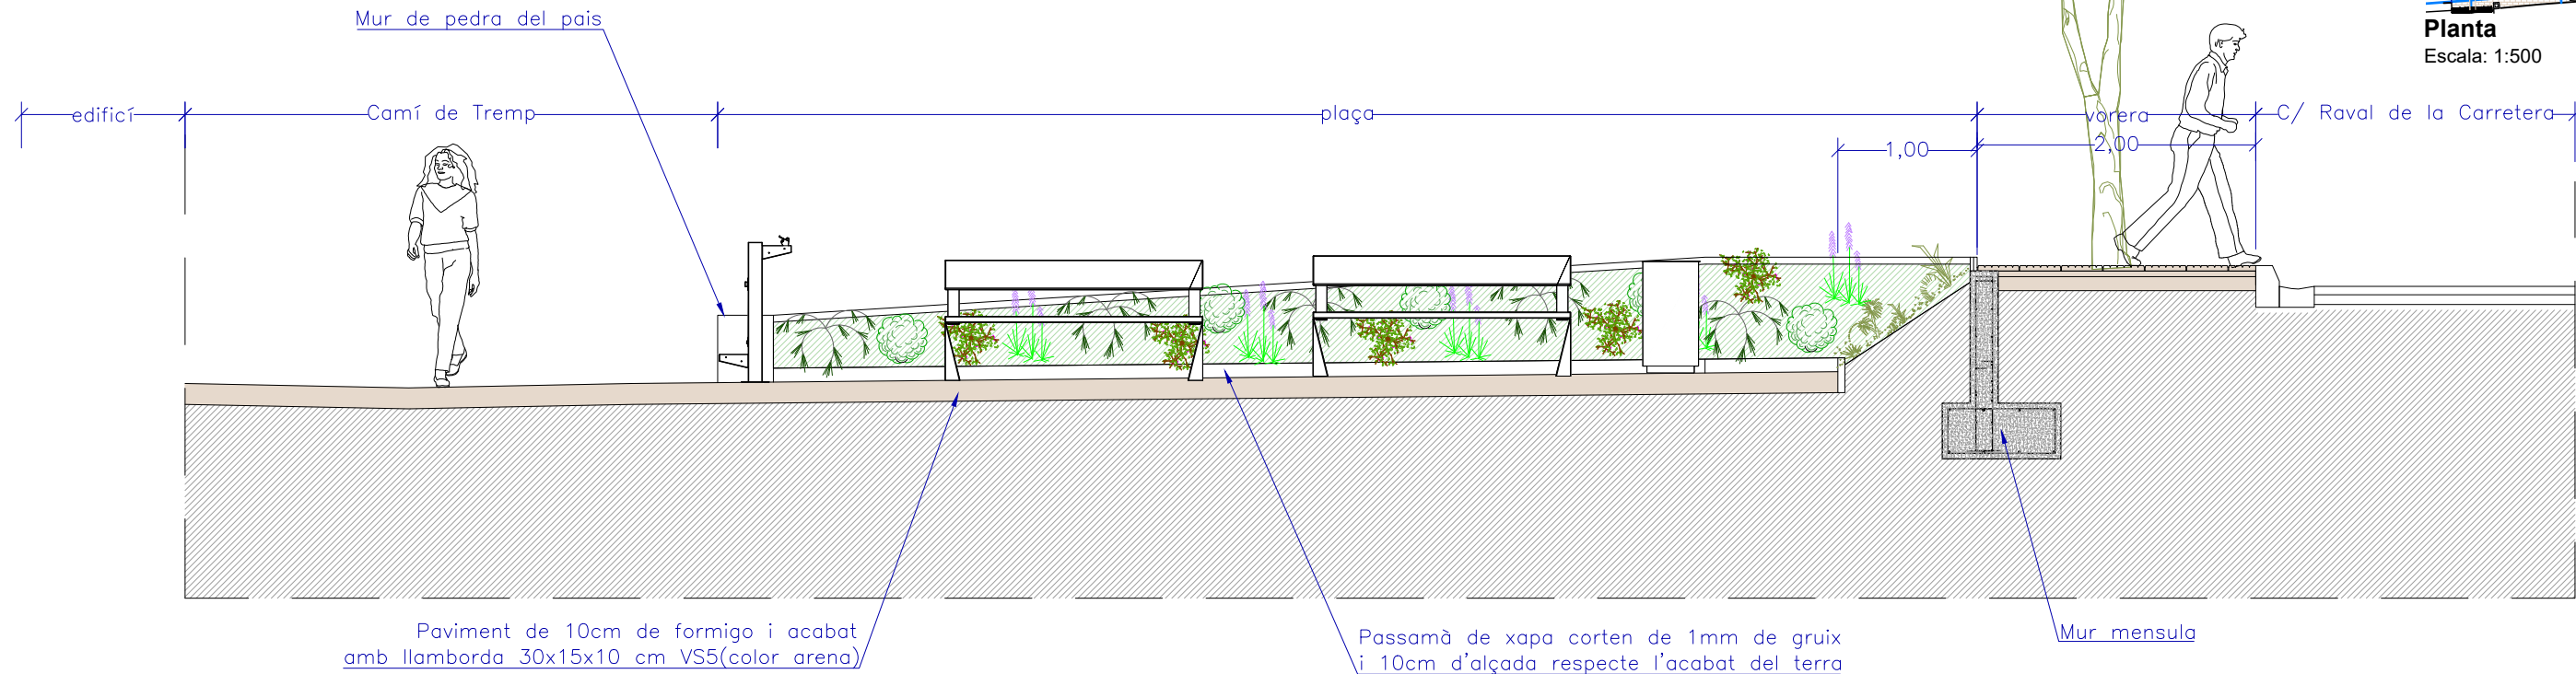 Mur de pedra del pais
Planta
Escala: 1:500
edificí
Camí de Tremp
plaça
vorera
C/ Raval de la Carretera
1,00
2,00
Paviment de 10cm de formigo i acabat
amb llamborda 30x15x10 cm VS5(color arena)
Passamà de xapa corten de 1mm de gruix
i 10cm d'alçada respecte l'acabat del terra
Mur mensula